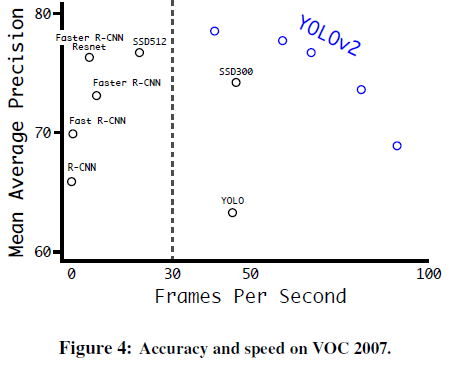 80
Faster R-CNN
Resnet
SSD512
YOLOv2
Faster R-CNN
SSD300
Fast R-CNN
70
R-CNN
YOLO
60
Mean Average Precision
0 30 50 100
Frames Per Second
Figure 4: Accuracy and speed on VOC 2007.